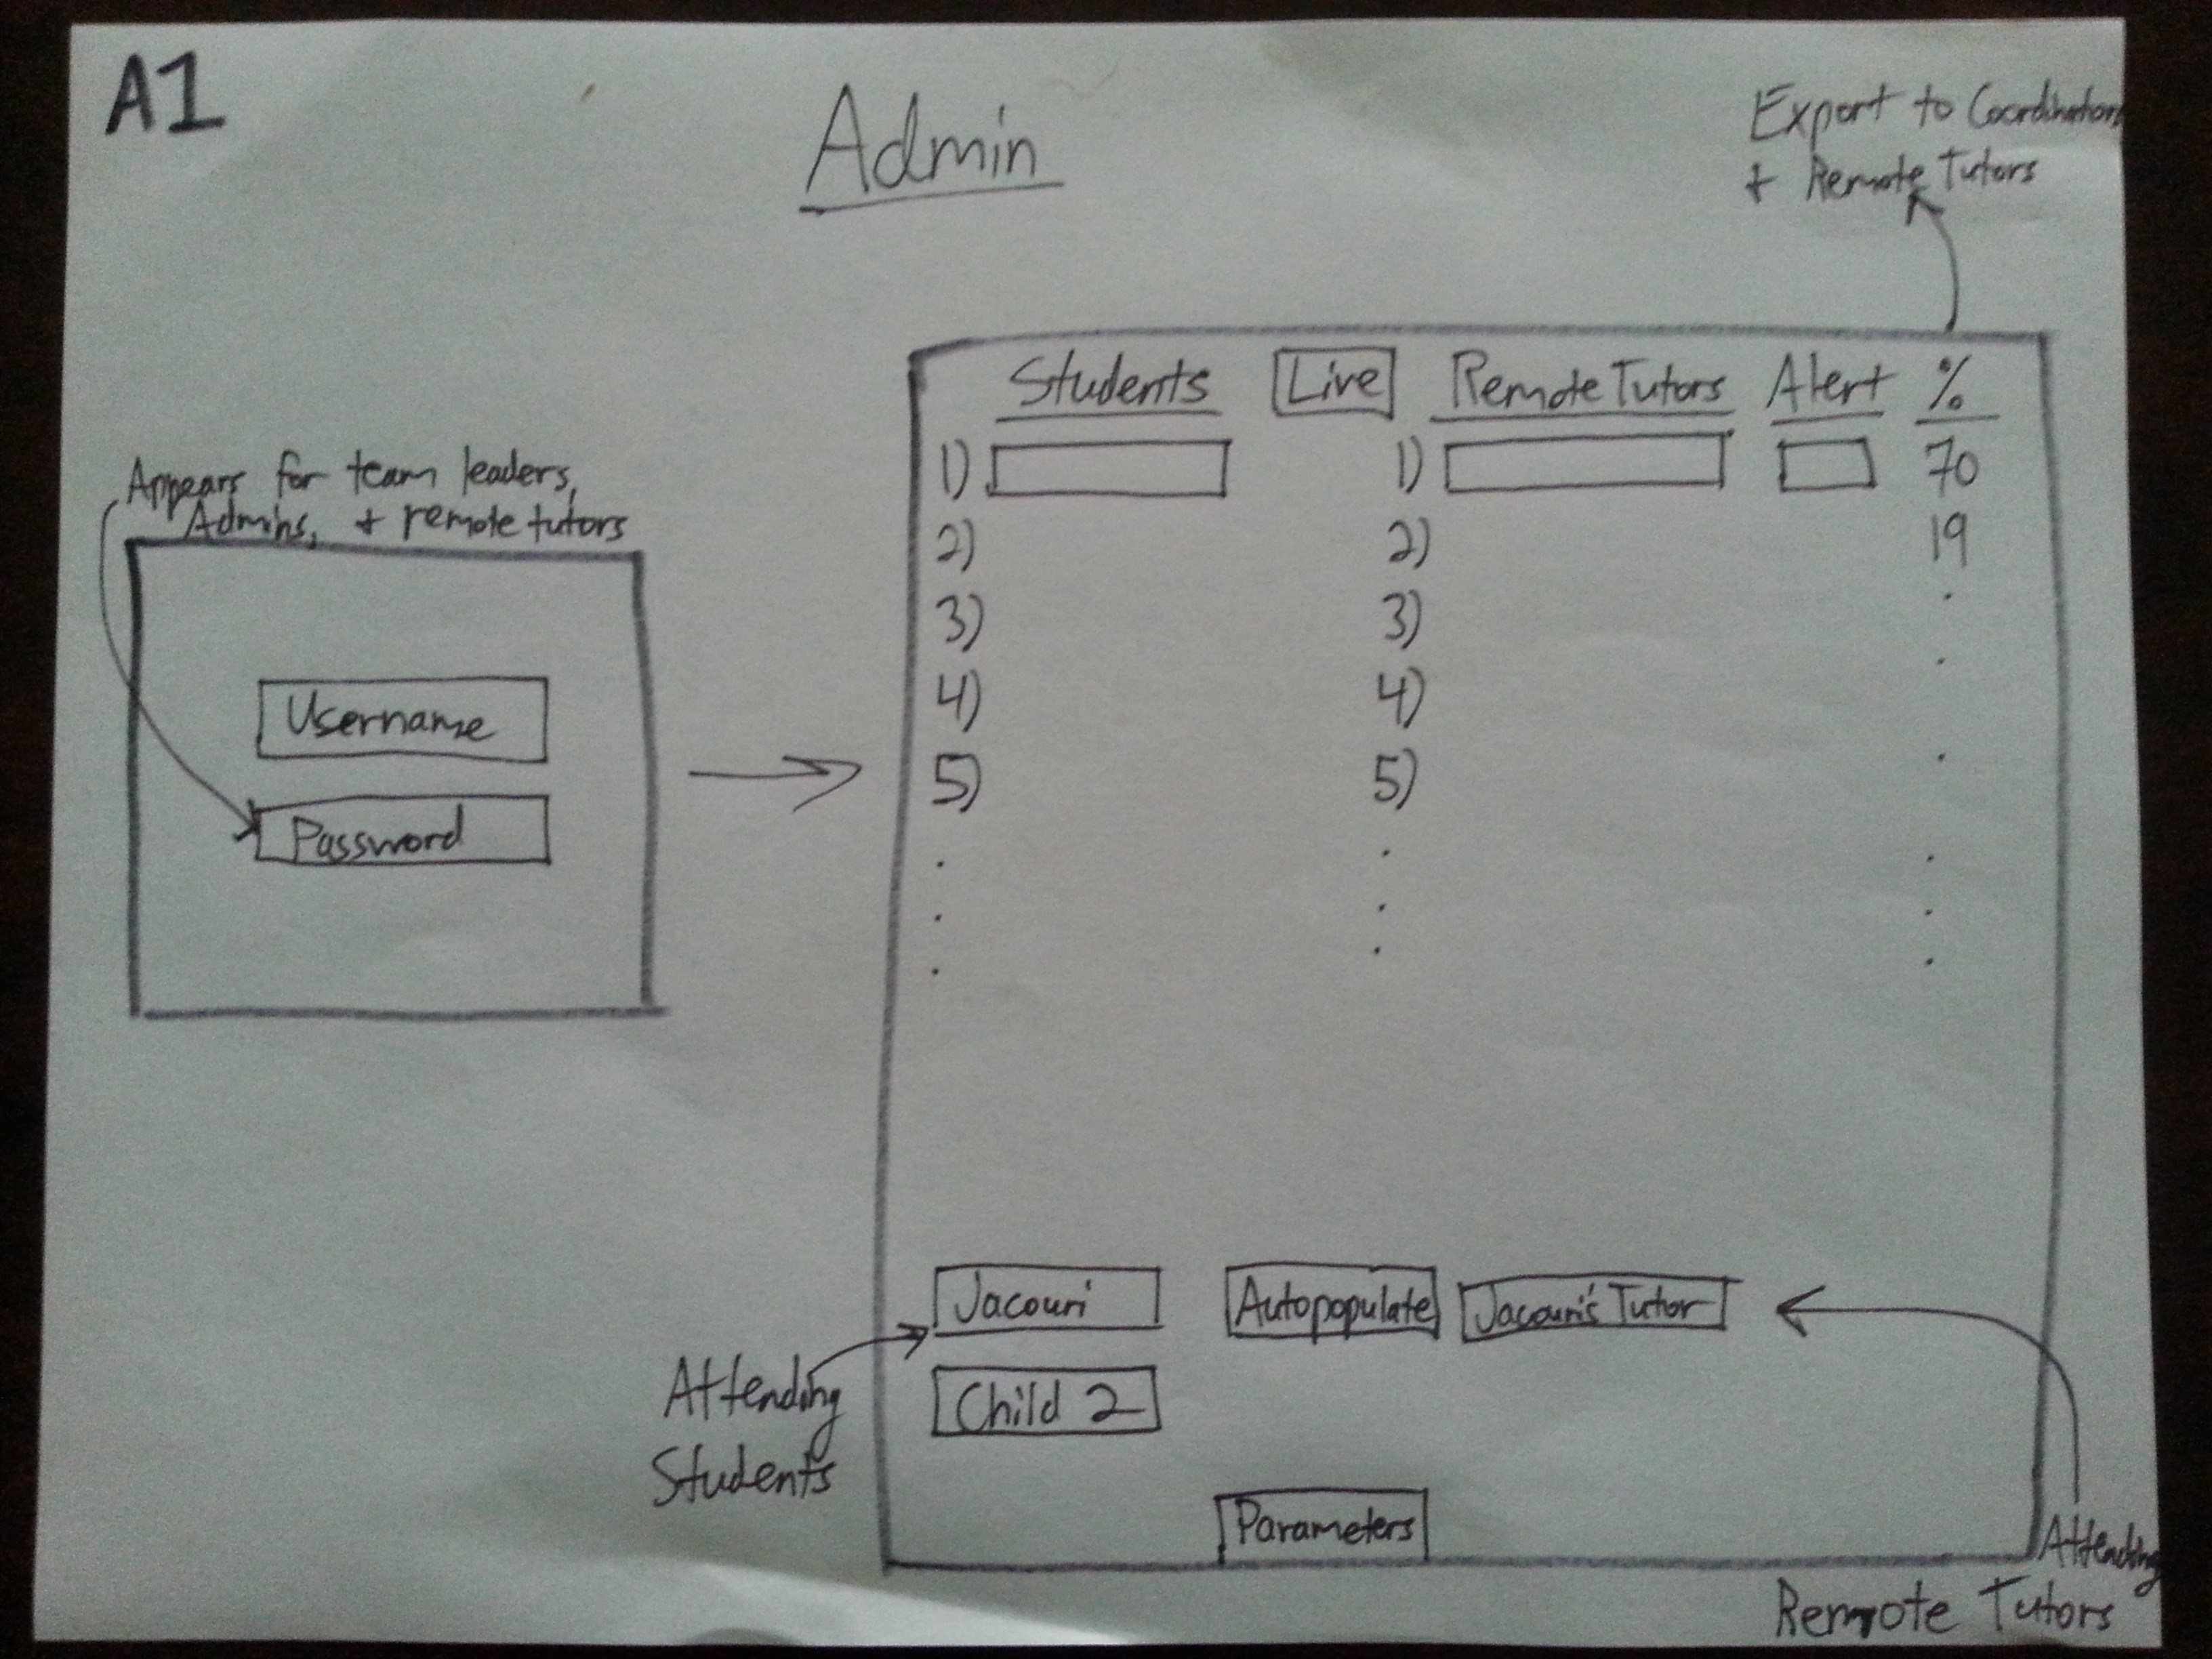 A1
Admin
Export to Coordinators
+ Remote Tutors
Appears for team leaders,
Admins, + remote tutors
Username
Password
Students Live Remote Tutors Alert %
1) 1) 70
2) 2) 19
3) 3) .
4) 4) .
5) 5) .
. . .
. . .
. . .
Jacouri Autopopulate Jacouri's Tutor
Child 2
Attending
Students
Parameters
Attending
Remote Tutors